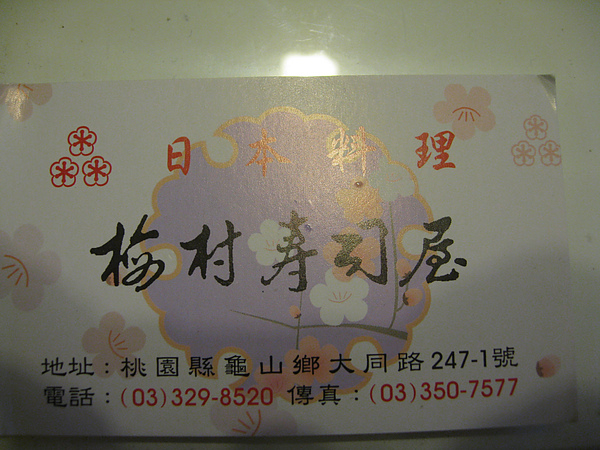 日本料理
梅村寿司屋
地址：桃園縣龜山鄉大同路247-1號
電話：(03)329-8520 傳真：(03)350-7577